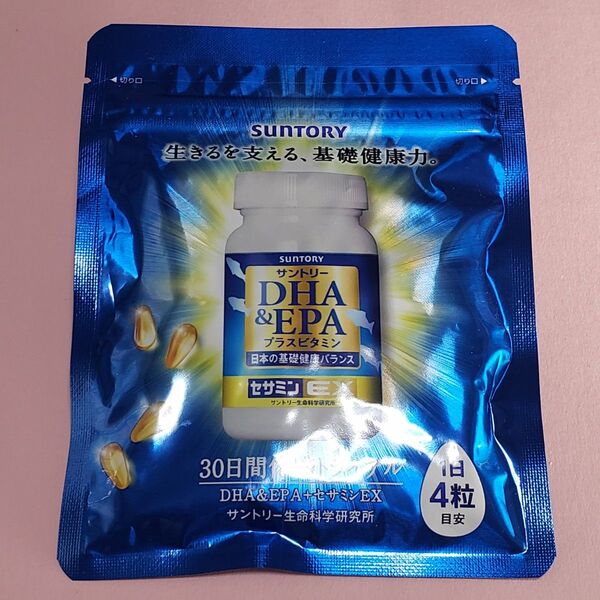 切り口
切り口
SUNTORY
生きるを支える、基礎健康力。
SUNTORY
サントリー
DHA
&EPA
プラスビタミン
日本の基礎健康バランス
セサミンEX
サントリー生命科学研究所
30日間
DHA&EPA+セサミンEX
サントリー生命科学研究所
1日
4粒
目安